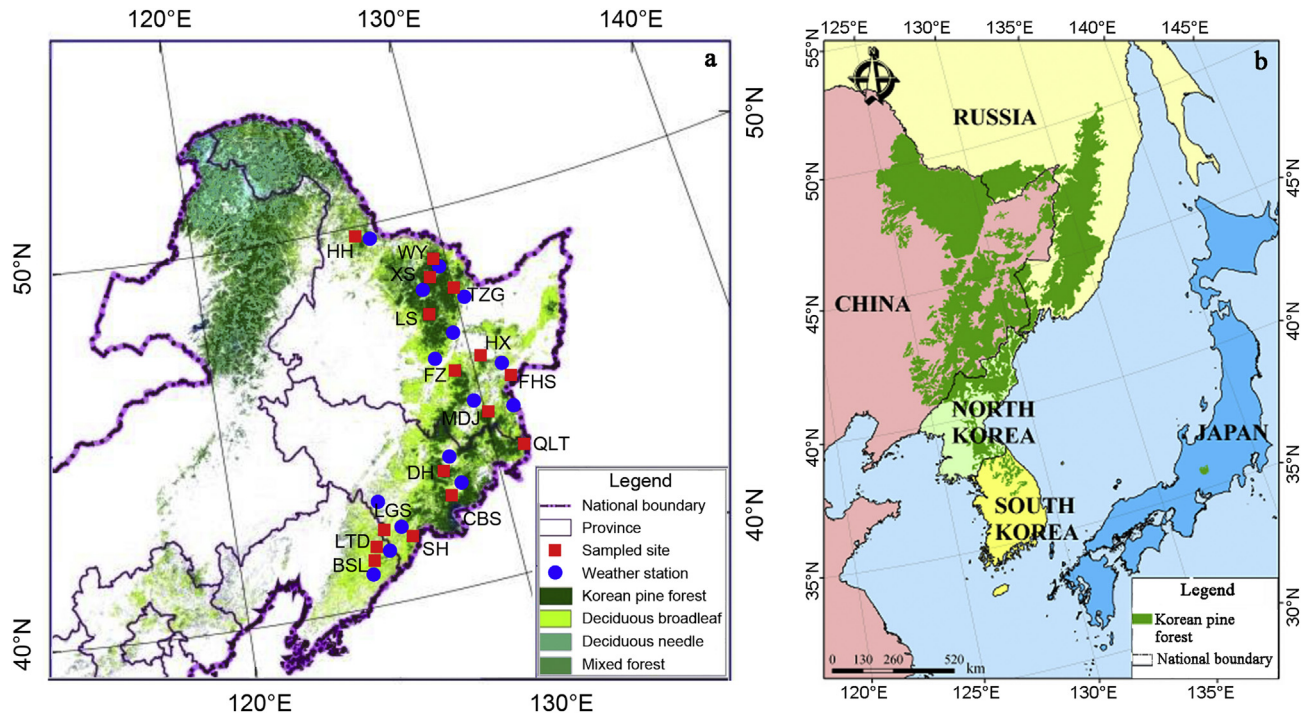 120°E
130°E
140°E
a
50°N
50°N
40°N
40°N
120°E
130°E
HH
WY
XS
TZG
LS
HX
FZ
FHS
MDJ
QLT
DH
CBS
LGS
LTD
SH
BSL
Legend
National boundary
Province
Sampled site
Weather station
Korean pine forest
Deciduous broadleaf
Deciduous needle
Mixed forest
125°E
130°E
135°E
140°E
145°E
b
N
55°N
50°N
45°N
40°N
35°N
45°N
40°N
35°N
30°N
RUSSIA
CHINA
NORTH
KOREA
JAPAN
SOUTH
KOREA
Legend
Korean pine
forest
National boundary
0 130 260 520
km
120°E
125°E
130°E
135°E